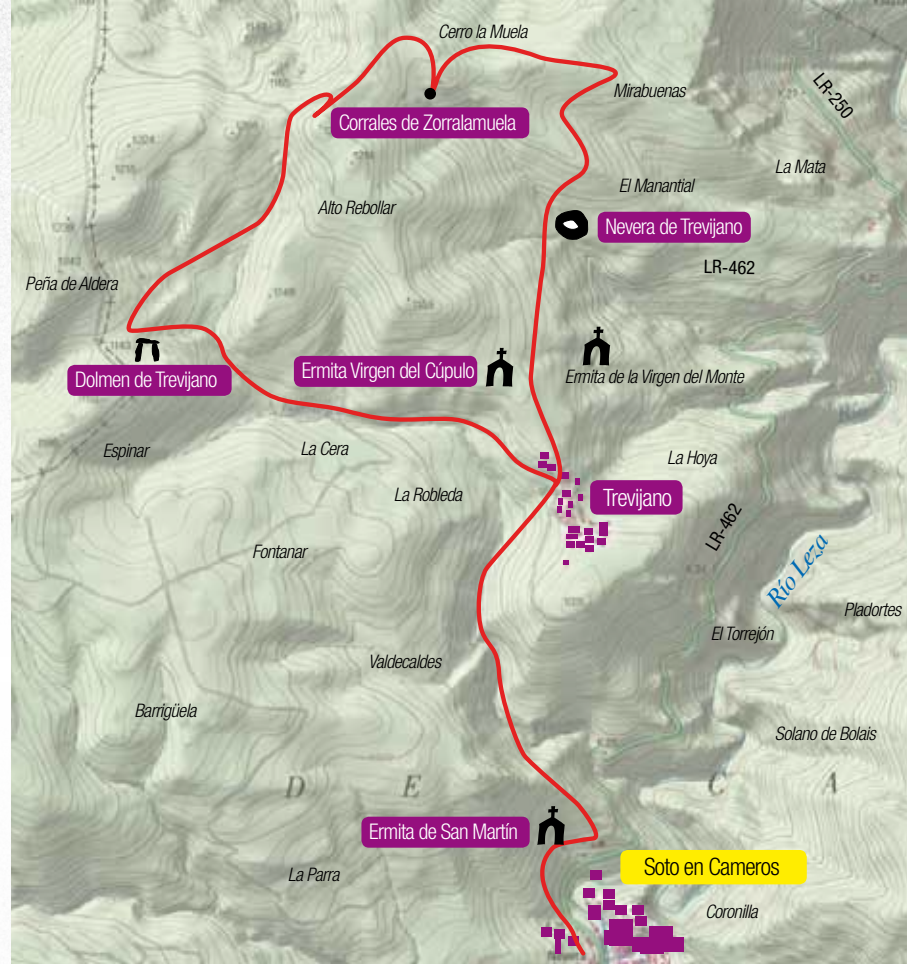 Cerro la Muela
Mirabuenas
LR-250
Corrales de Zorralamuela
La Mata
El Manantial
Alto Rebollar
Nevera de Trevijano
LR-462
Peña de Aldera
Dolmen de Trevijano
Ermita Virgen del Cúpulo
Ermita de la Virgen del Monte
Espinar
La Cera
La Hoya
La Robleda
Trevijano
LR-462
Fontanar
Río Leza
Pladortes
El Torrejón
Valdecaldes
Barrigüela
Solano de Bolais
D E C A
Ermita de San Martín
Soto en Cameros
La Parra
Coronilla